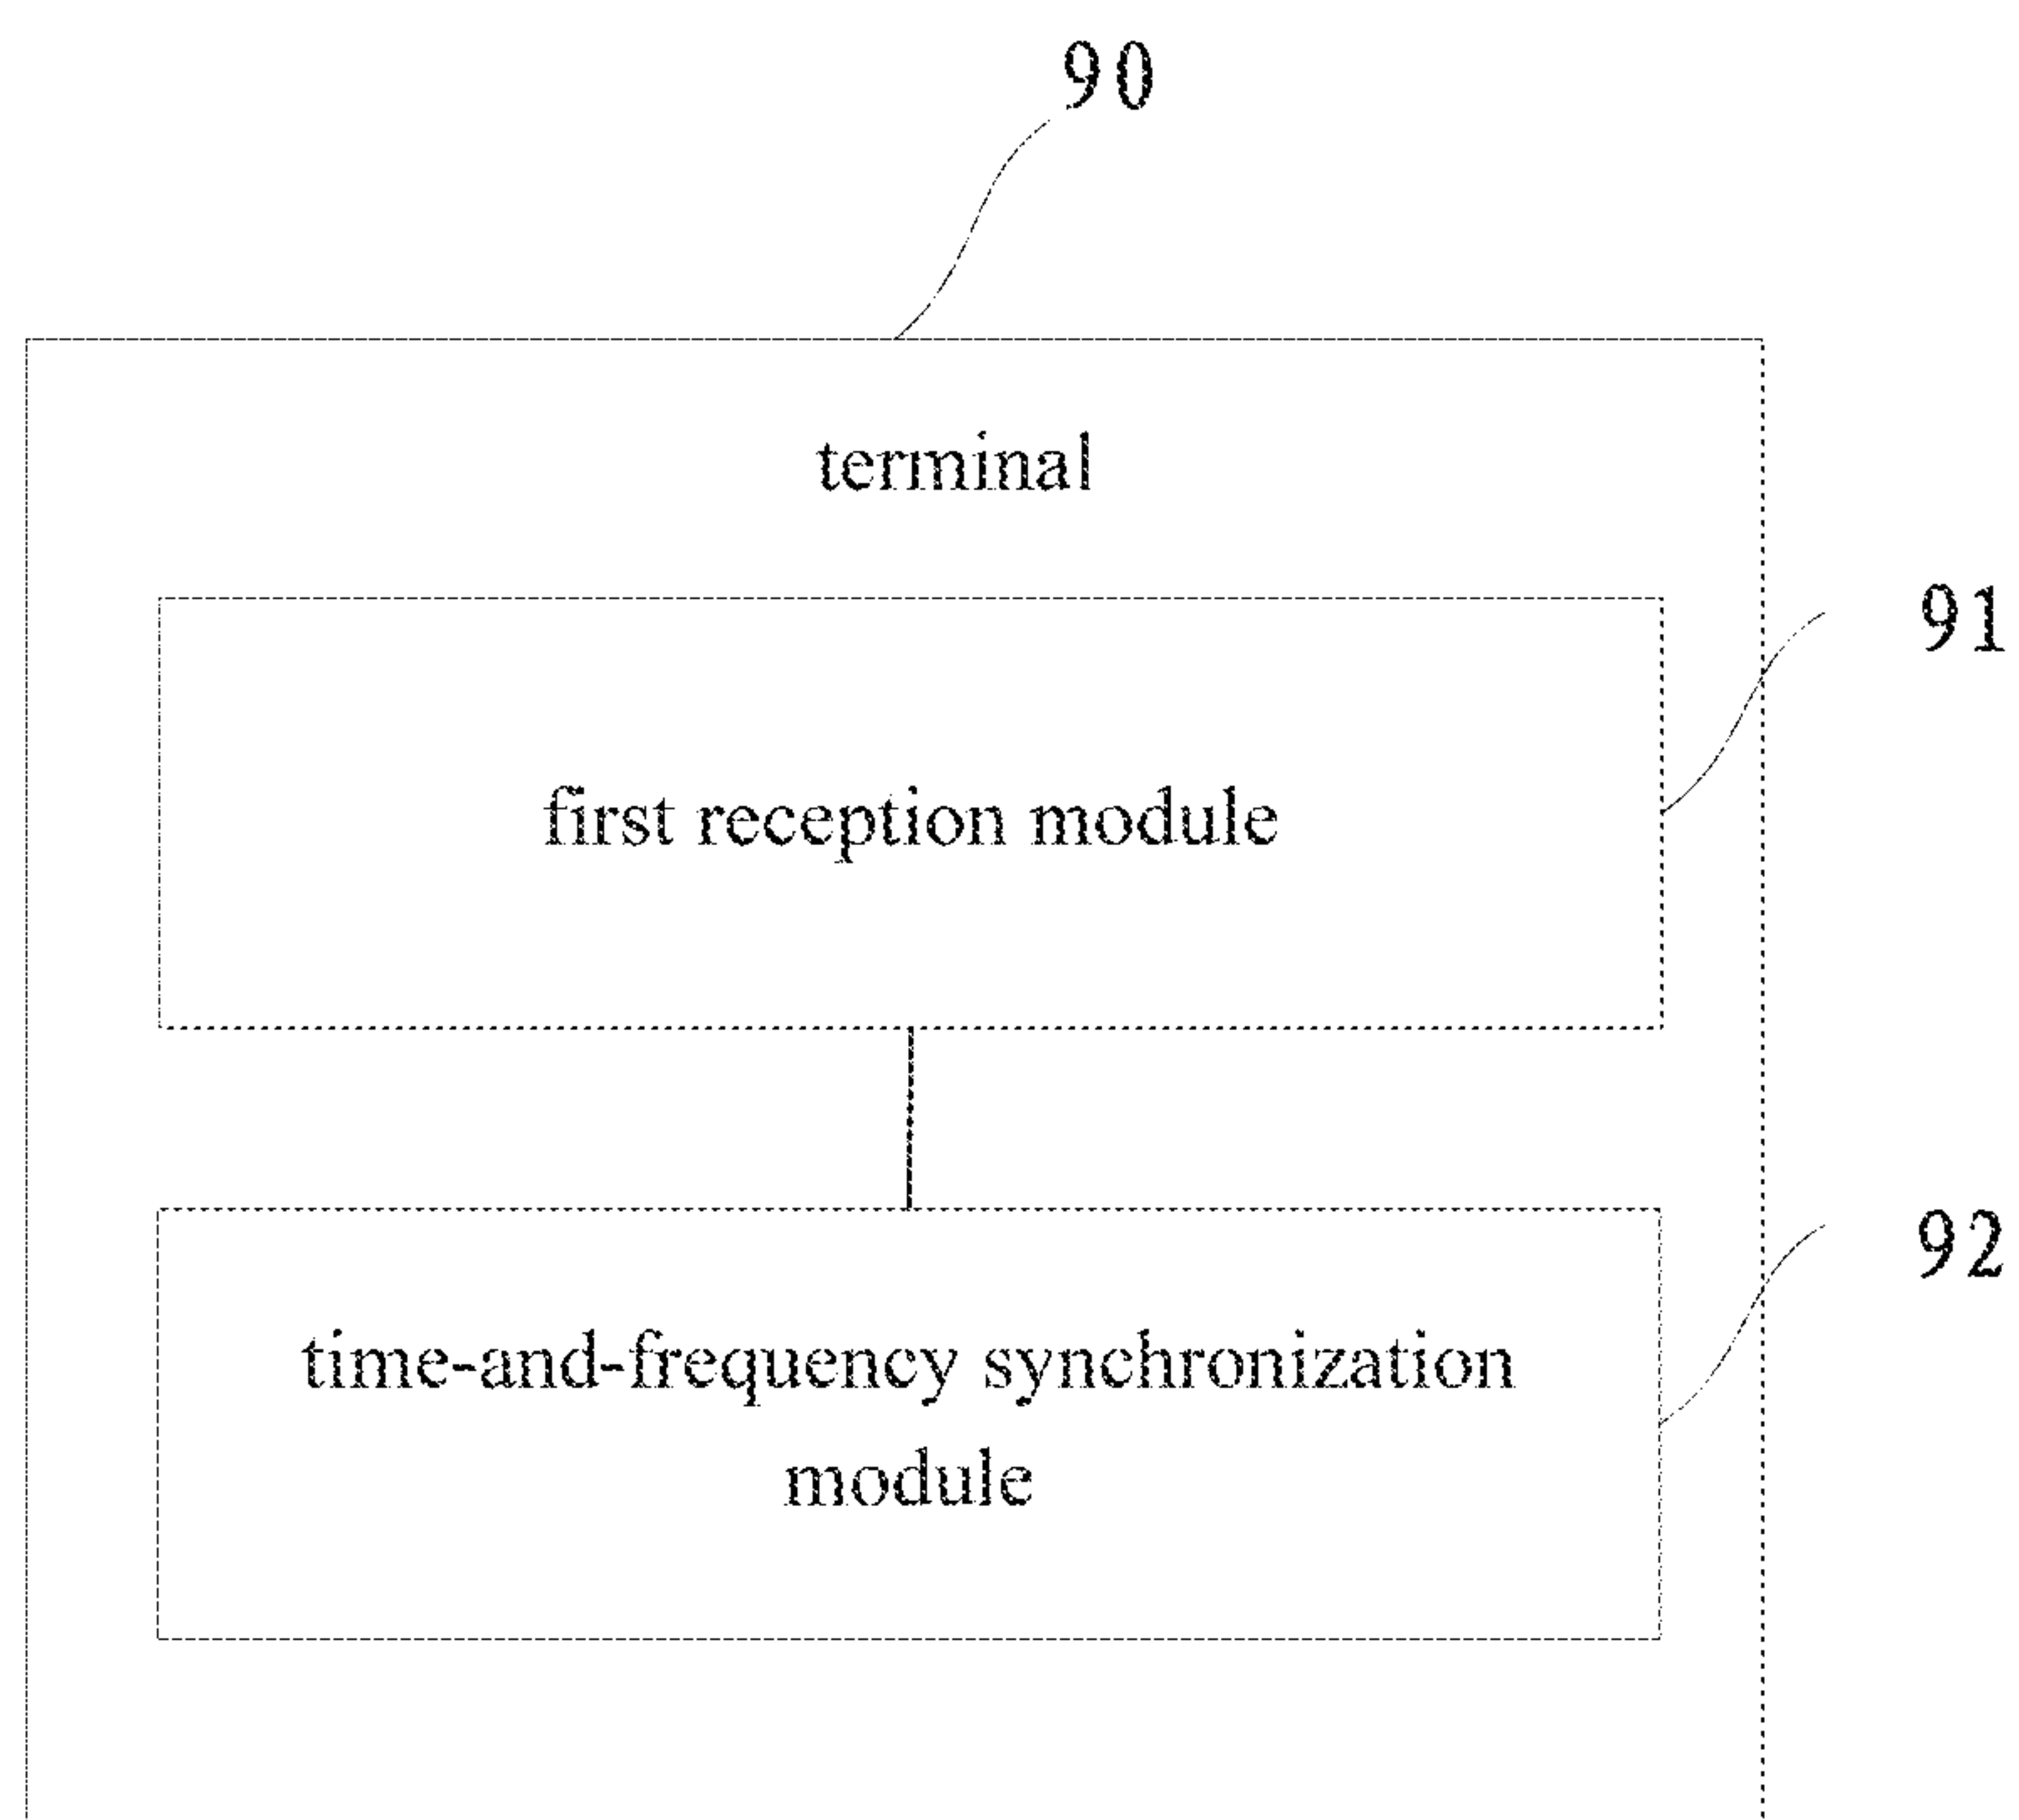 90
terminal
91
first reception module
92
time-and-frequency synchronization
module